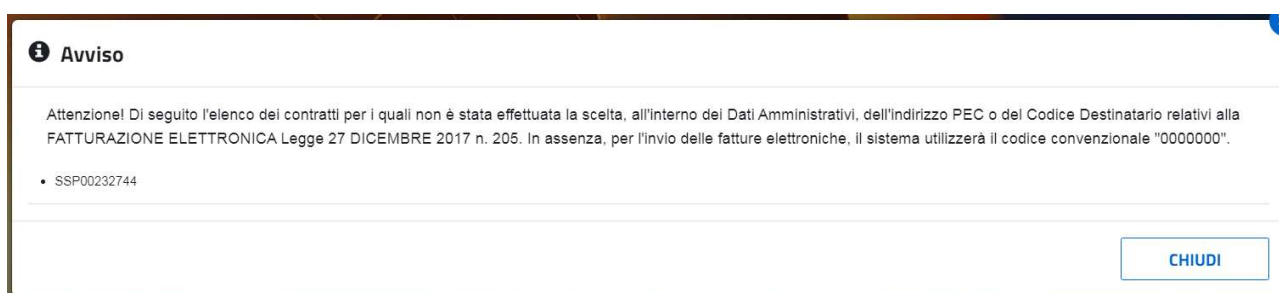 Avviso
Attenzione! Di seguito l'elenco dei contratti per i quali non è stata effettuata la scelta, all'interno dei Dati Amministrativi, dell'indirizzo PEC o del Codice Destinatario relativi alla
FATTURAZIONE ELETTRONICA Legge 27 DICEMBRE 2017 n. 205. In assenza, per l'invio delle fatture elettroniche, il sistema utilizzerà il codice convenzionale "0000000".
• SSP00232744
CHIUDI